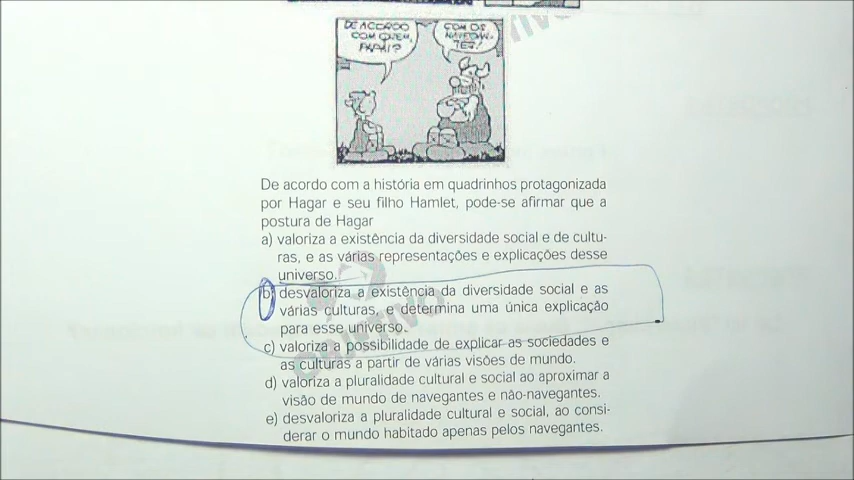 DE ACORDO
COM QUEM,
PAPAI?
COM OS
NAVEGAN-
TES!
De acordo com a história em quadrinhos protagonizada
por Hagar e seu filho Hamlet, pode-se afirmar que a
postura de Hagar
a) valoriza a existência da diversidade social e de cultu-
ras, e as várias representações e explicações desse
universo.
b) desvaloriza a existência da diversidade social e as
várias culturas, e determina uma única explicação
para esse universo.
c) valoriza a possibilidade de explicar as sociedades e
as culturas a partir de várias visões de mundo.
d) valoriza a pluralidade cultural e social ao aproximar a
visão de mundo de navegantes e não-navegantes.
e) desvaloriza a pluralidade cultural e social, ao consi-
derar o mundo habitado apenas pelos navegantes.
OBJETIVO